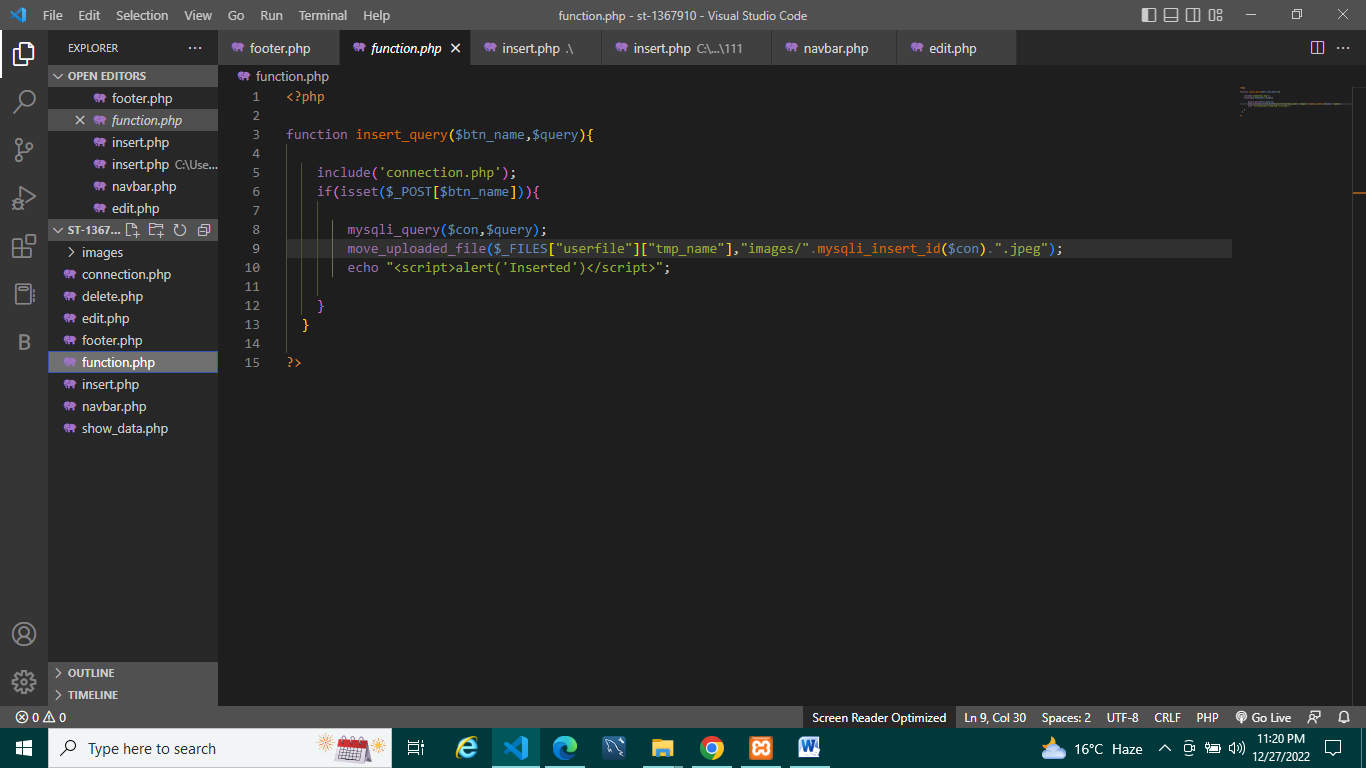 File Edit Selection View Go Run Terminal Help function.php - st-1367910 - Visual Studio Code
EXPLORER ...
footer.php function.php insert.php .\ insert.php C:\...\111 navbar.php edit.php
OPEN EDITORS
footer.php
function.php
insert.php
insert.php C:\Use...
navbar.php
edit.php
ST-1367...
images
connection.php
delete.php
edit.php
footer.php
function.php
insert.php
navbar.php
show_data.php
OUTLINE
TIMELINE
function.php
1 <?php
2
3 function insert_query($btn_name,$query){
4
5 include('connection.php');
6 if(isset($_POST[$btn_name])){
7
8 mysqli_query($con,$query);
9 move_uploaded_file($_FILES["userfile"]["tmp_name"],"images/".mysqli_insert_id($con).".jpeg");
10 echo "<script>alert('Inserted')</script>";
11
12 }
13 }
14
15 ?>
0 0 Screen Reader Optimized Ln 9, Col 30 Spaces: 2 UTF-8 CRLF PHP Go Live
Type here to search 16°C Haze 11:20 PM
12/27/2022